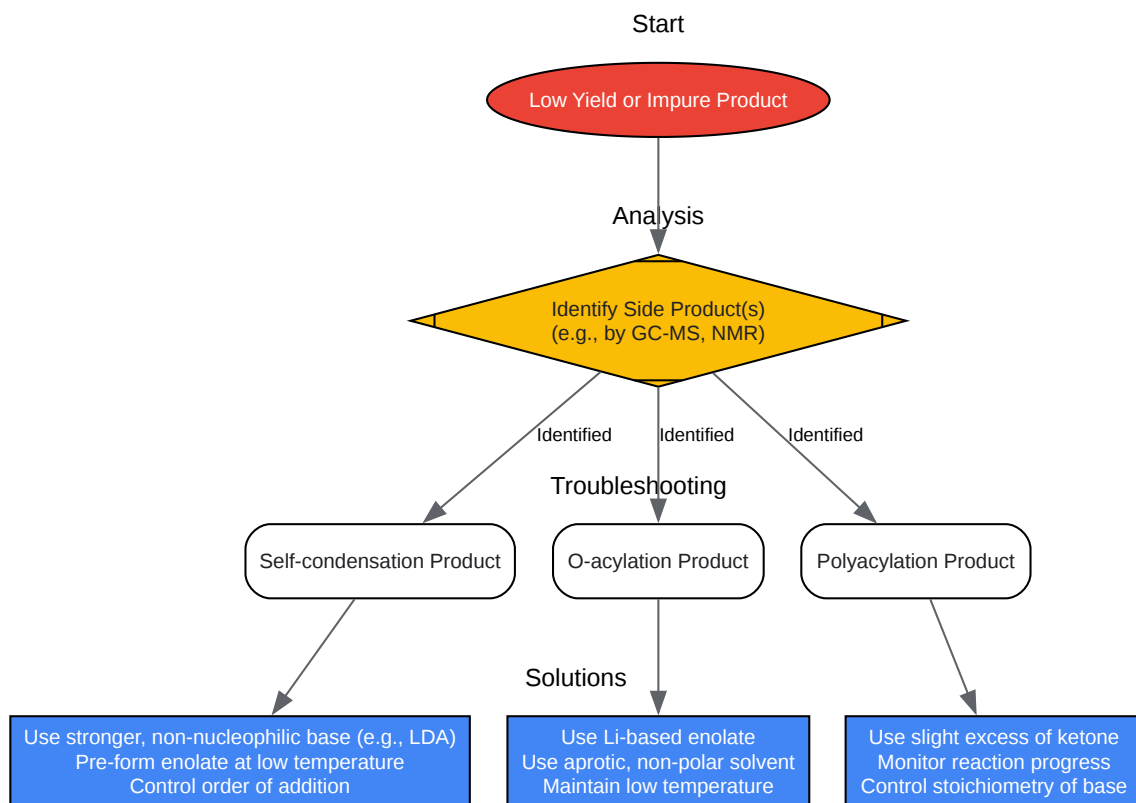 Start
Low Yield or Impure Product
Analysis
Identify Side Product(s)
(e.g., by GC-MS, NMR)
Identified
Identified
Identified
Troubleshooting
Self-condensation Product
O-acylation Product
Polyacylation Product
Solutions
Use stronger, non-nucleophilic base (e.g., LDA)
Pre-form enolate at low temperature
Control order of addition
Use Li-based enolate
Use aprotic, non-polar solvent
Maintain low temperature
Use slight excess of ketone
Monitor reaction progress
Control stoichiometry of base